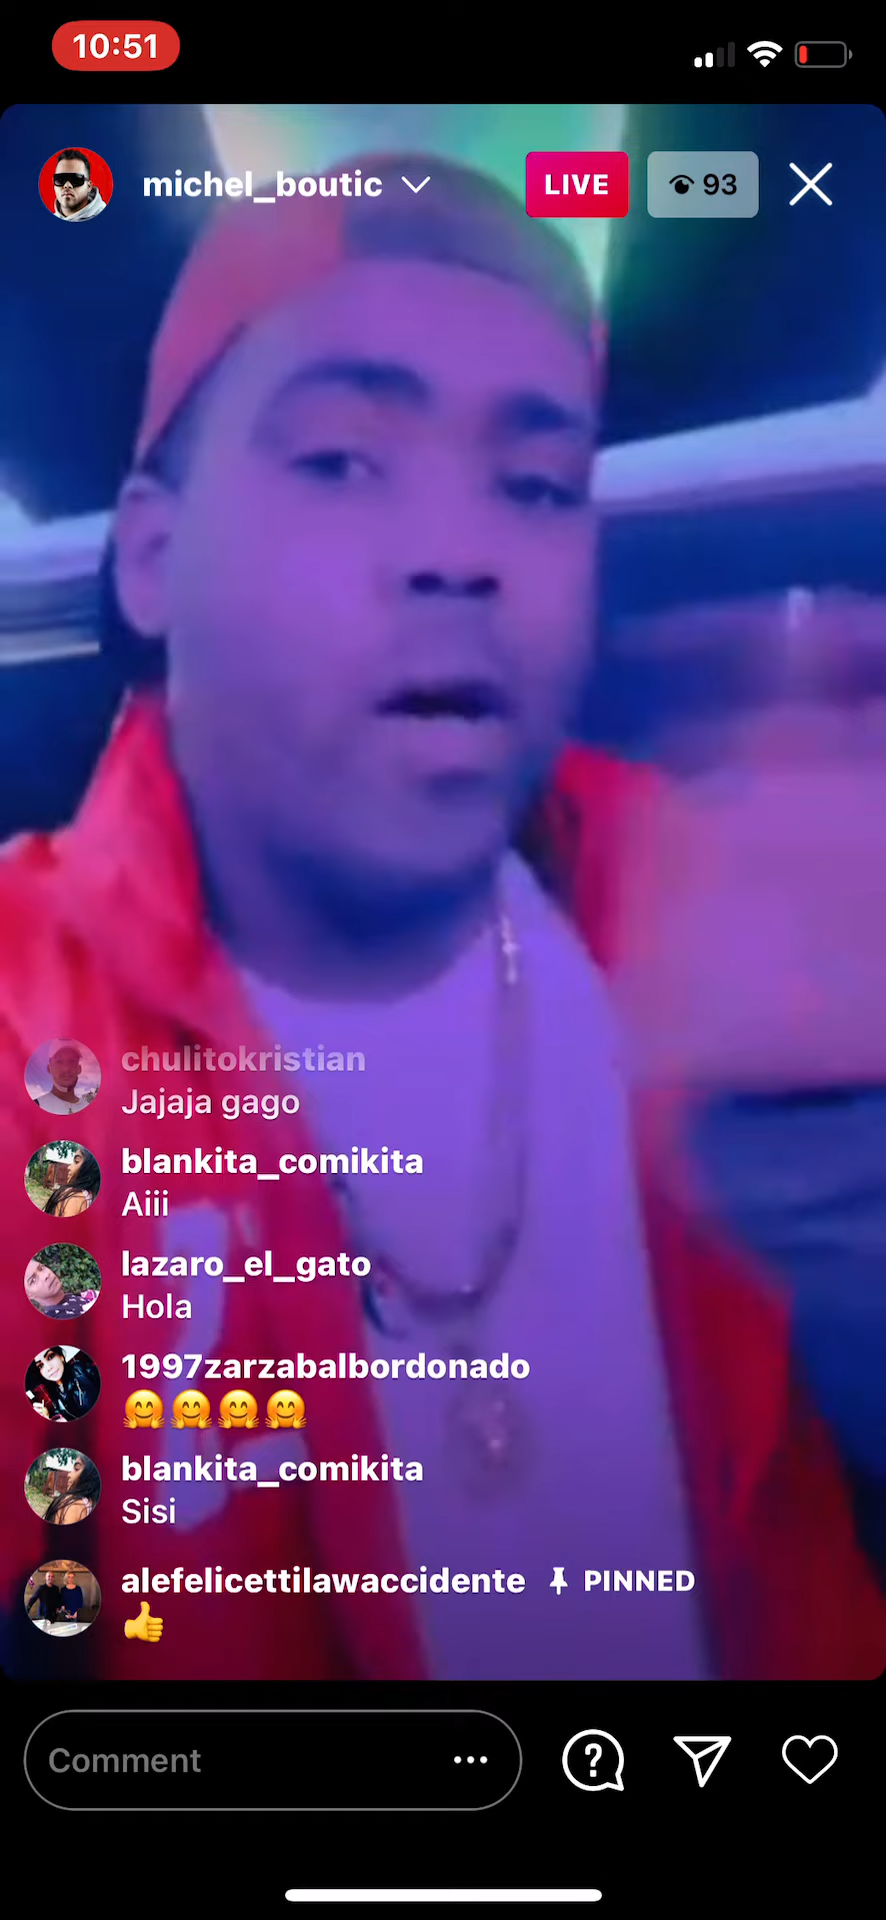 10:51
michel_boutic
LIVE
93
chulitokristian
Jajaja gago
blankita_comikita
Aiii
lazaro_el_gato
Hola
1997zarzabalbordonado
🤗🤗🤗🤗
blankita_comikita
Sisi
alefelicettilawaccidente PINNED
👍
Comment